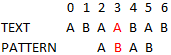 0 1 2 3 4 5 6
TEXT A B A A B A B
PATTERN A B A B